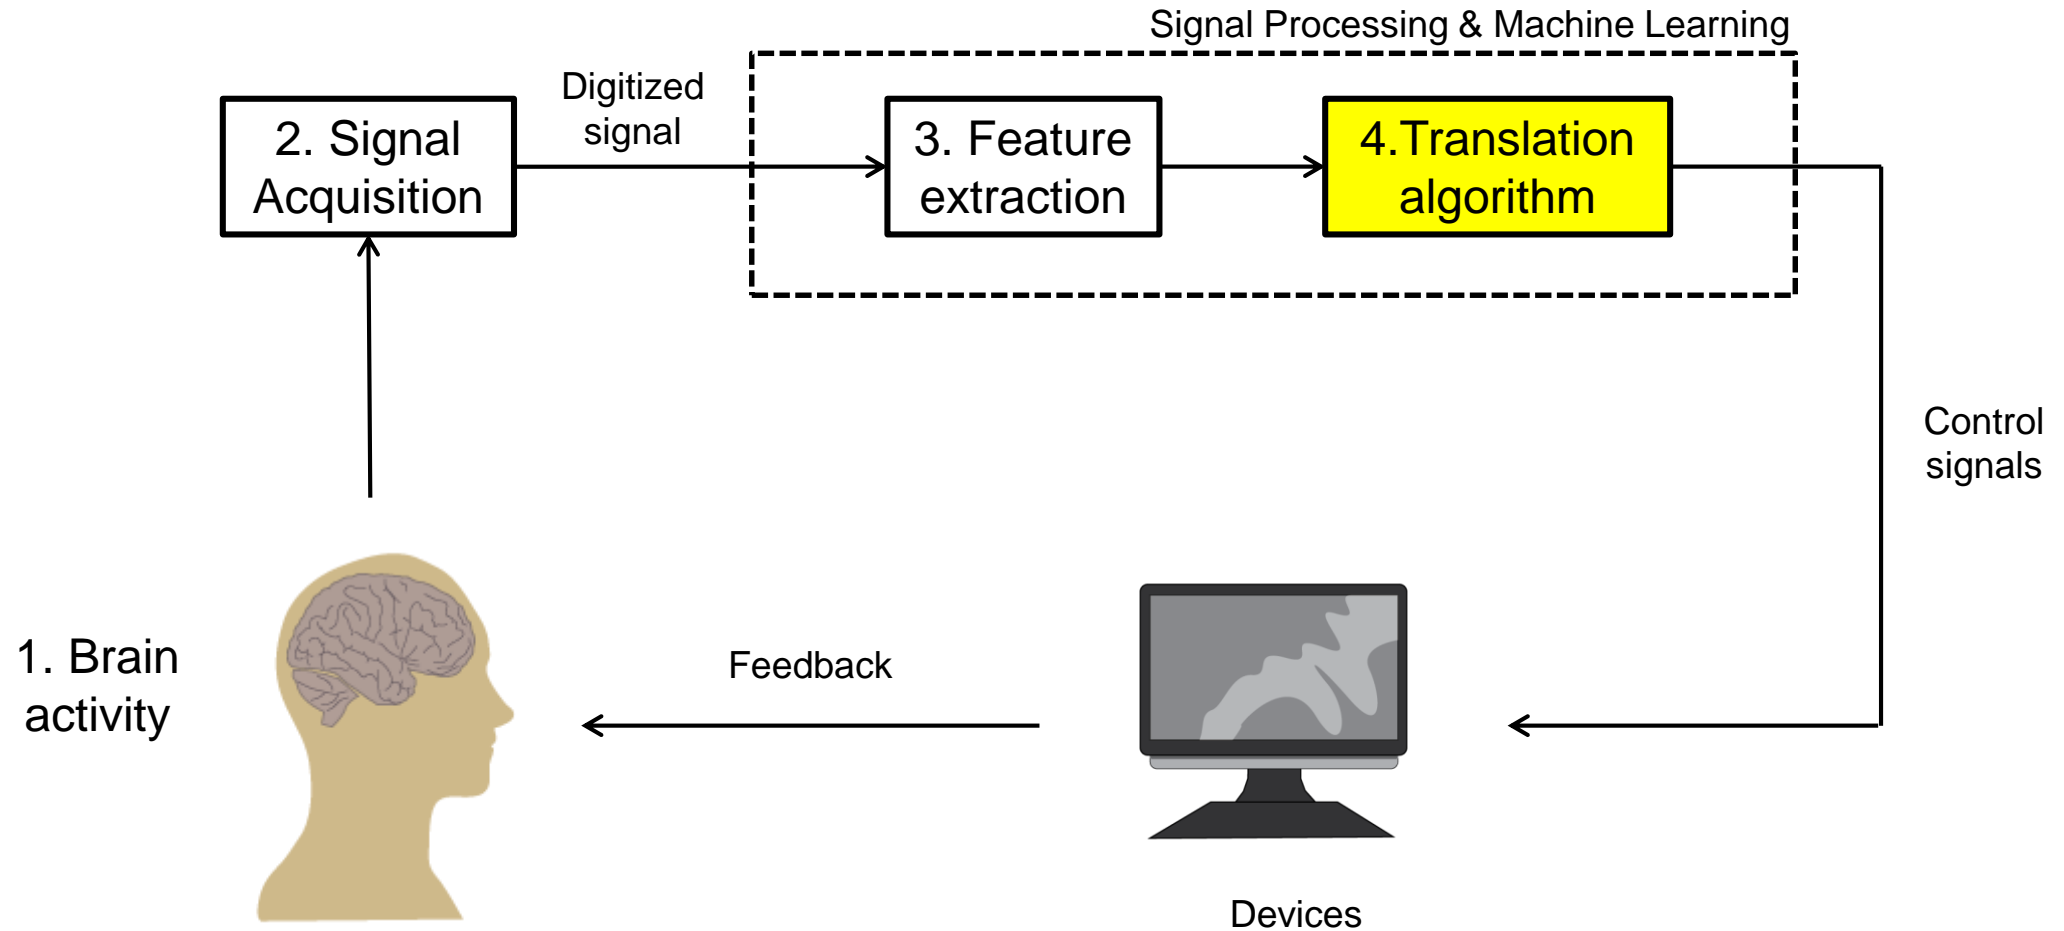 Signal Processing & Machine Learning
Digitized
signal
2. Signal
Acquisition
3. Feature
extraction
4.Translation
algorithm
Control
signals
1. Brain
activity
Feedback
Devices